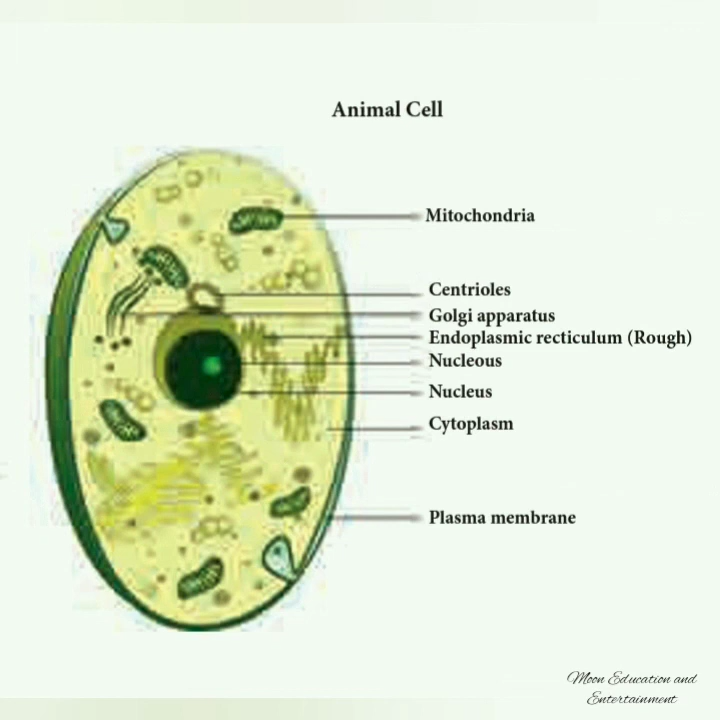 Animal Cell
Mitochondria
Centrioles
Golgi apparatus
Endoplasmic recticulum (Rough)
Nucleous
Nucleus
Cytoplasm
Plasma membrane
Moon Education and
Entertainment